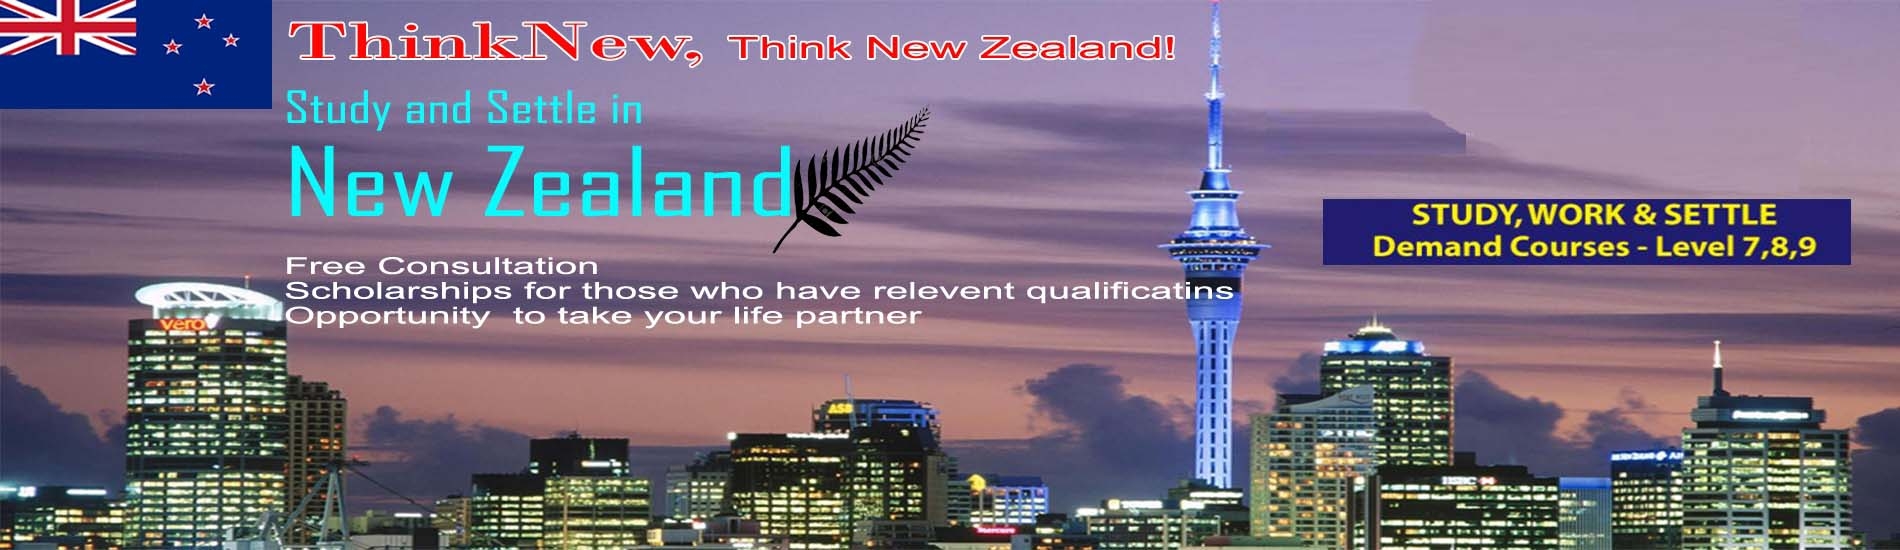 ThinkNew, Think New Zealand!
Study and Settle in
New Zealand
STUDY, WORK & SETTLE
Demand Courses - Level 7,8,9
Free Consultation
Scholarships for those who have relevent qualificatins
Opportunity to take your life partner
vero
ASB
HSBC
Mercure